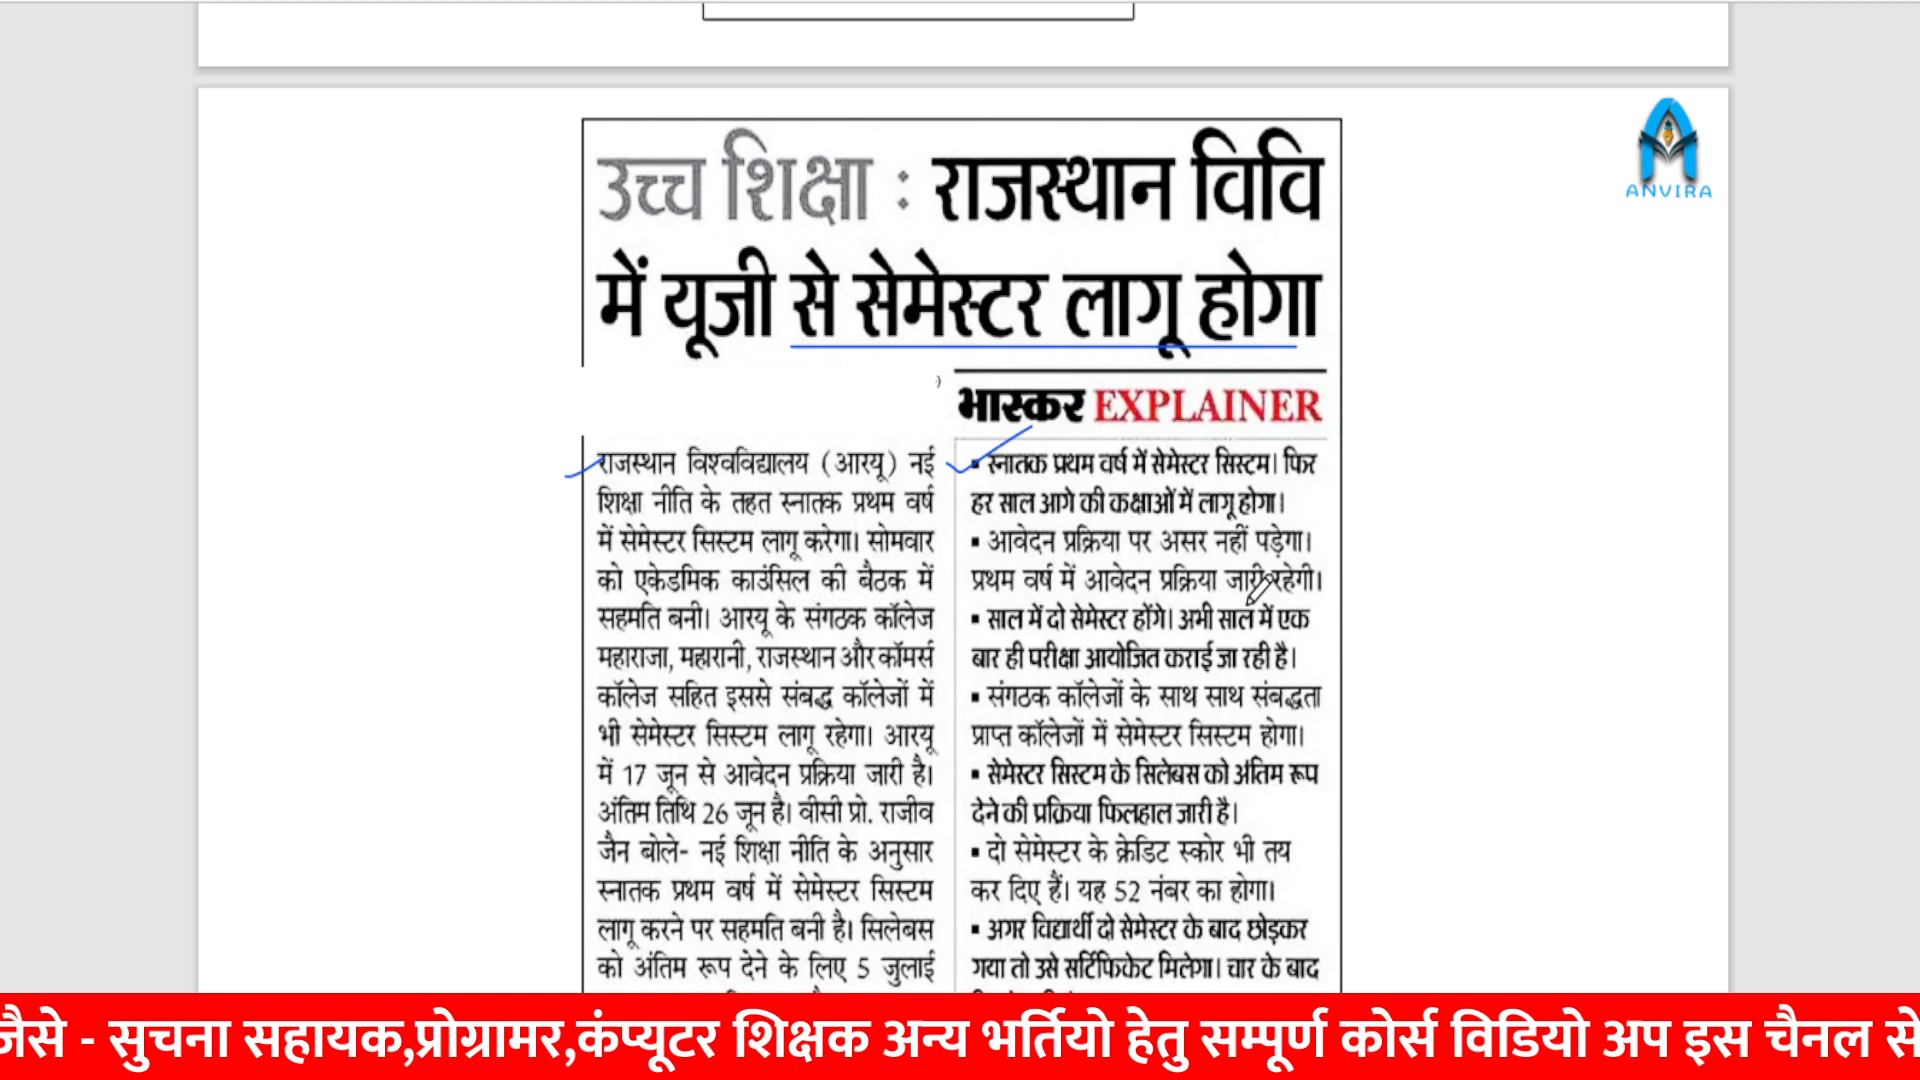 उच्च शिक्षा : राजस्थान विवि
में यूजी से सेमेस्टर लागू होगा
ANVIRA
राजस्थान विश्वविद्यालय (आरयू) नई
शिक्षा नीति के तहत स्नातक प्रथम वर्ष
में सेमेस्टर सिस्टम लागू करेगा। सोमवार
को एकेडमिक काउंसिल की बैठक में
सहमति बनी। आरयू के संगठक कॉलेज
महाराजा, महारानी, राजस्थान और कॉमर्स
कॉलेज सहित इससे संबद्ध कॉलेजों में
भी सेमेस्टर सिस्टम लागू रहेगा। आरयू
में 17 जून से आवेदन प्रक्रिया जारी है।
अंतिम तिथि 26 जून है। वीसी प्रो. राजीव
जैन बोले- नई शिक्षा नीति के अनुसार
स्नातक प्रथम वर्ष में सेमेस्टर सिस्टम
लागू करने पर सहमति बनी है। सिलेबस
को अंतिम रूप देने के लिए 5 जुलाई
भास्कर EXPLAINER
▪ स्नातक प्रथम वर्ष में सेमेस्टर सिस्टम। फिर
हर साल आगे की कक्षाओं में लागू होगा।
▪ आवेदन प्रक्रिया पर असर नहीं पड़ेगा।
प्रथम वर्ष में आवेदन प्रक्रिया जारी रहेगी।
▪ साल में दो सेमेस्टर होंगे। अभी साल में एक
बार ही परीक्षा आयोजित कराई जा रही है।
▪ संगठक कॉलेजों के साथ साथ संबद्धता
प्राप्त कॉलेजों में सेमेस्टर सिस्टम होगा।
▪ सेमेस्टर सिस्टम के सिलेबस को अंतिम रूप
देने की प्रक्रिया फिलहाल जारी है।
▪ दो सेमेस्टर के क्रेडिट स्कोर भी तय
कर दिए हैं। यह 52 नंबर का होगा।
▪ अगर विद्यार्थी दो सेमेस्टर के बाद छोड़कर
गया तो उसे सर्टिफिकेट मिलेगा। चार के बाद
जैसे - सुचना सहायक,प्रोग्रामर,कंप्यूटर शिक्षक अन्य भर्तियो हेतु सम्पूर्ण कोर्स विडियो अप इस चैनल से